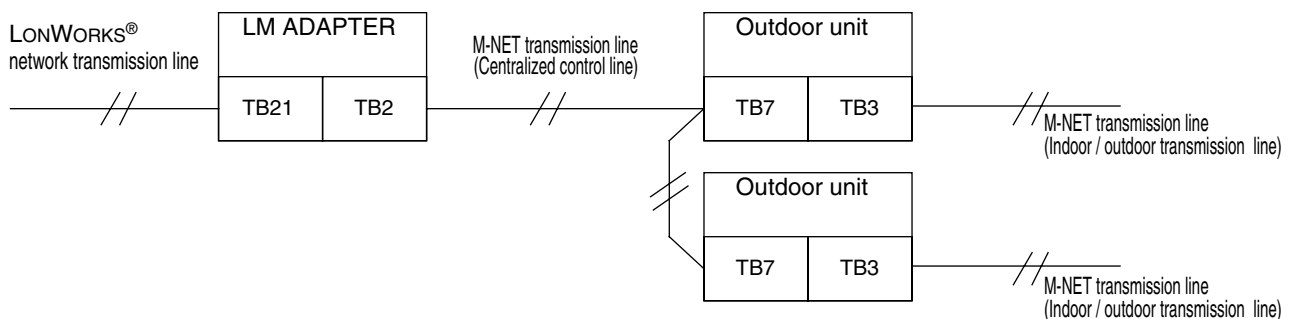 LONWORKS®
network transmission line
LM ADAPTER
TB21
TB2
M-NET transmission line
(Centralized control line)
Outdoor unit
TB7
TB3
M-NET transmission line
(Indoor / outdoor transmission line)
Outdoor unit
TB7
TB3
M-NET transmission line
(Indoor / outdoor transmission line)